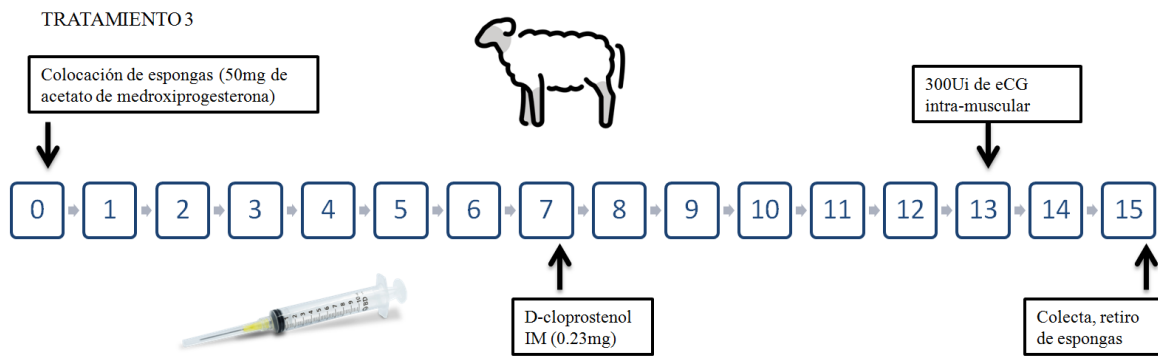 TRATAMIENTO 3
Colocación de espongas (50mg de
acetato de medroxiprogesterona)
300Ui de eCG
intra-muscular
0 1 2 3 4 5 6 7 8 9 10 11 12 13 14 15
D-cloprostenol
IM (0.23mg)
Colecta, retiro
de espongas